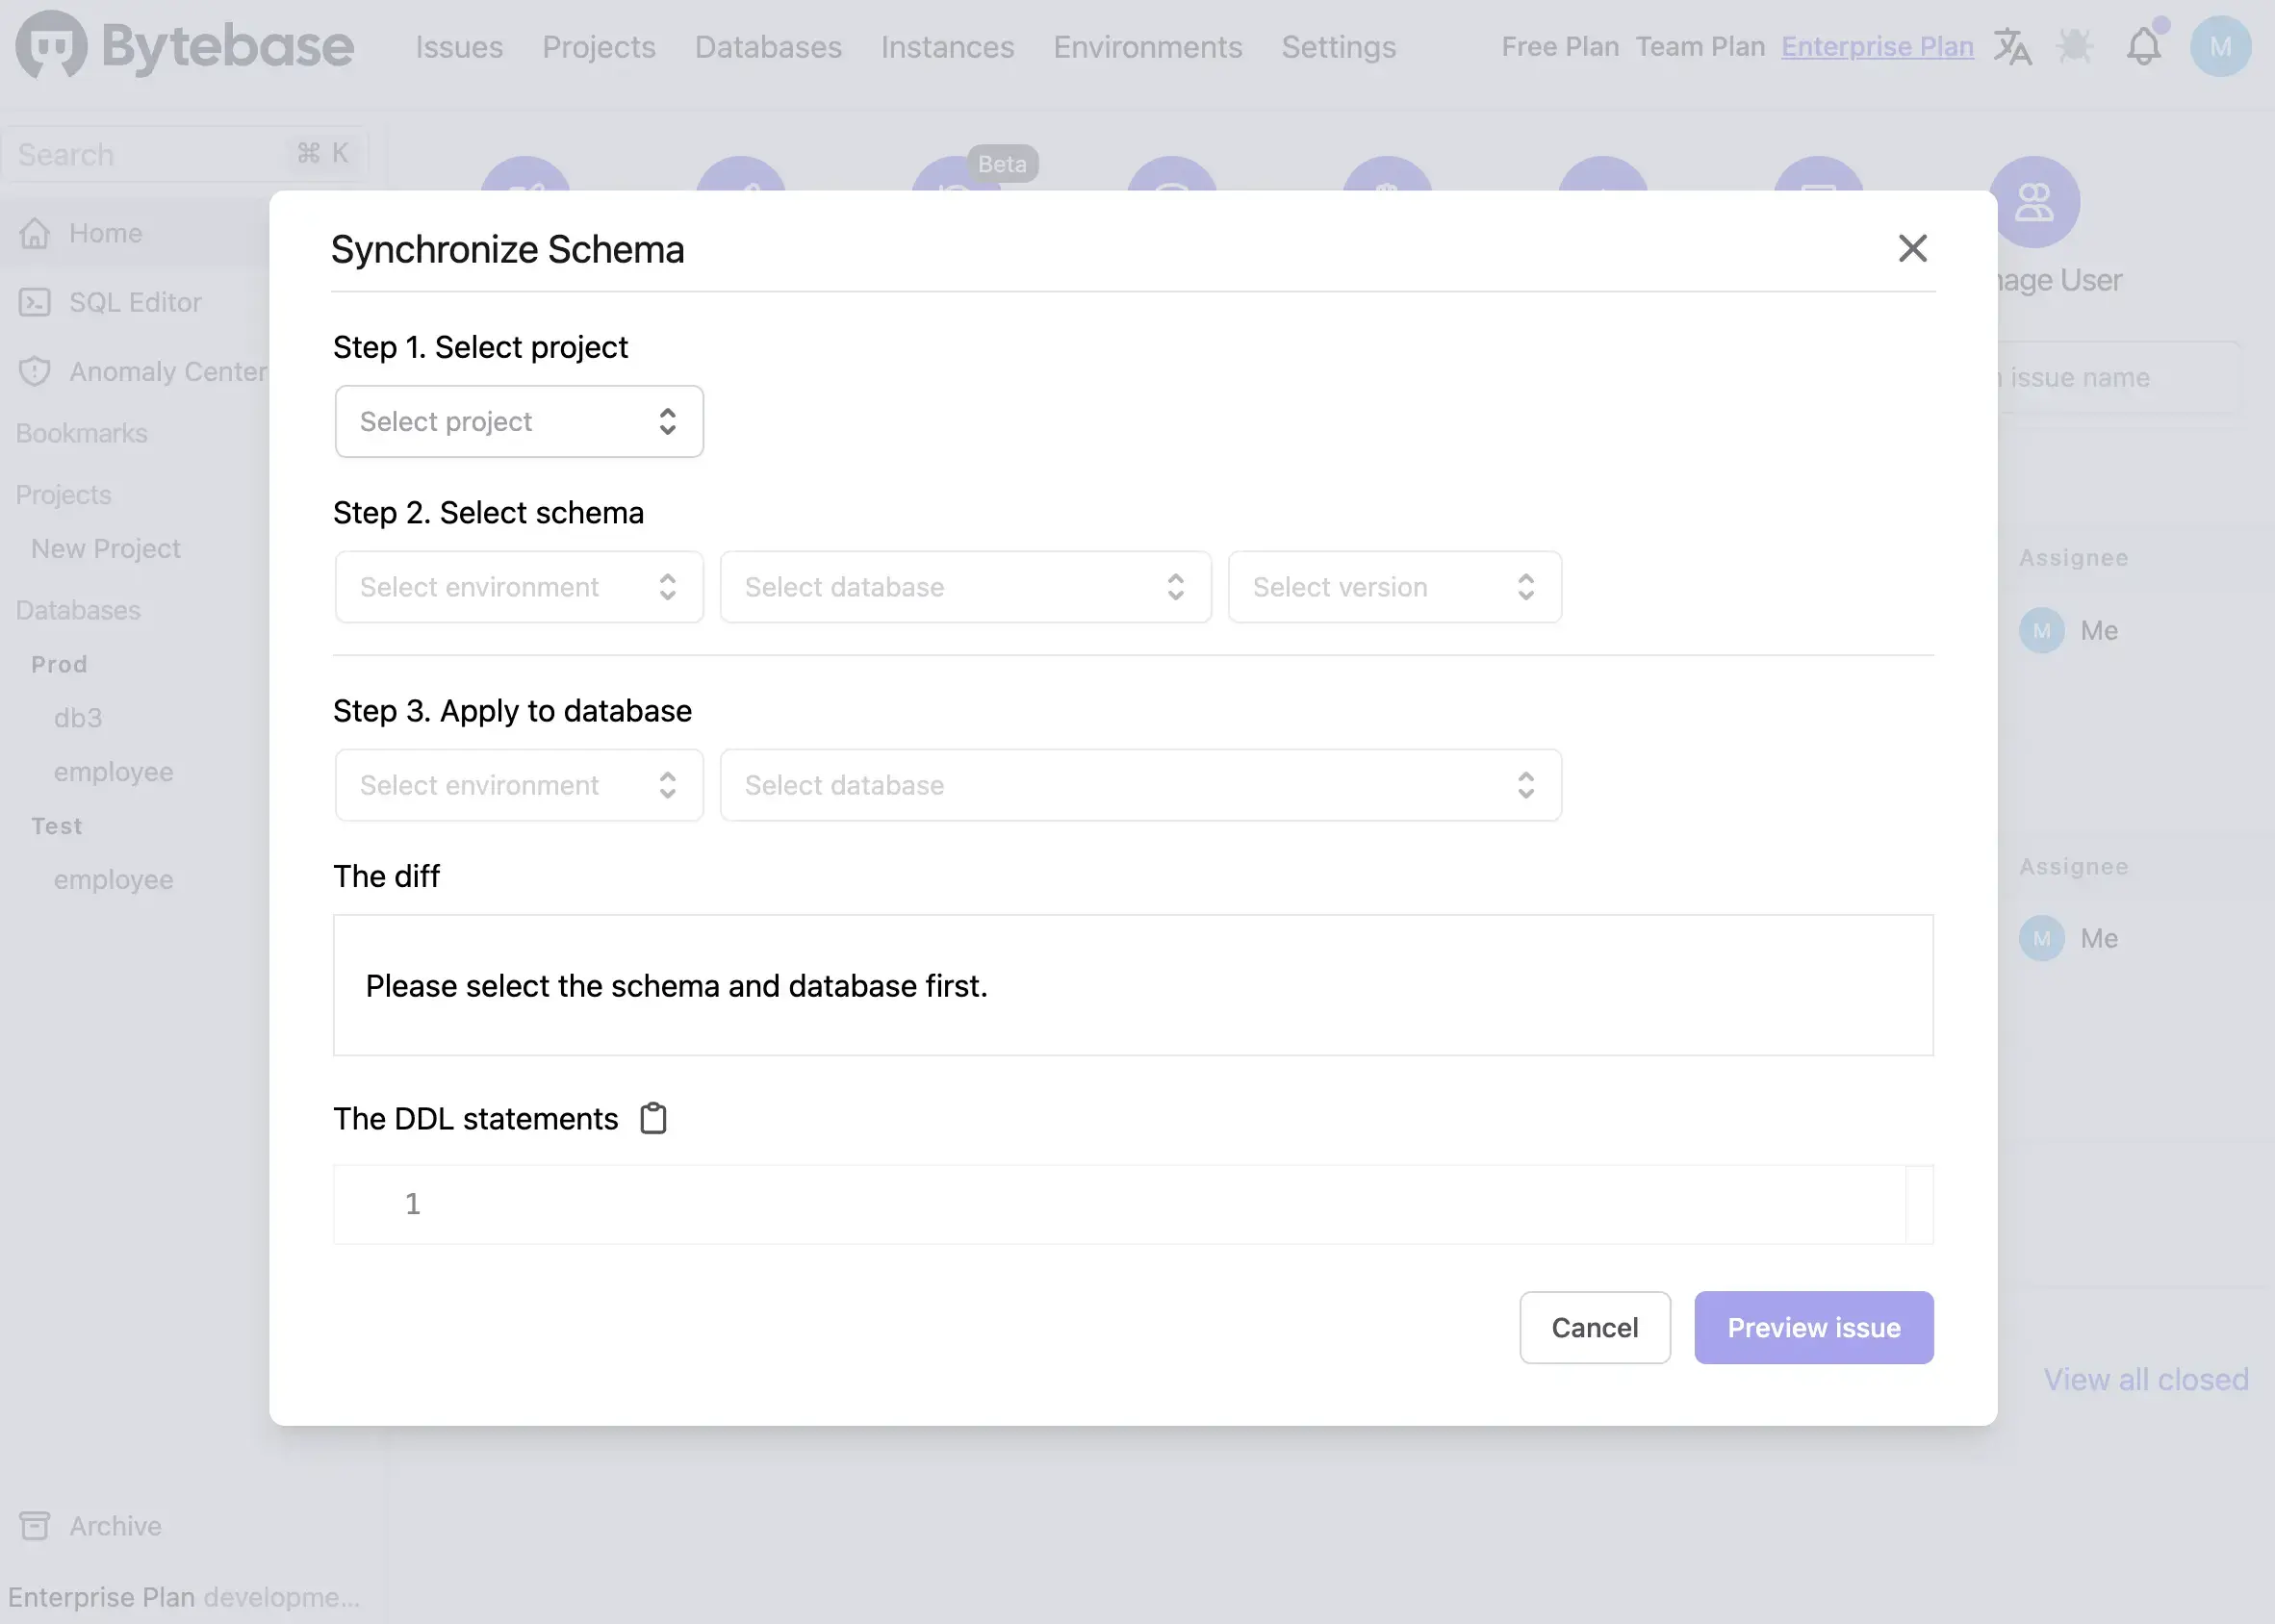 Bytebase Issues Projects Databases Instances Environments Settings Free Plan Team Plan Enterprise Plan M
Search ⌘ K
Beta
Home
SQL Editor
Anomaly Center
Bookmarks
Projects
New Project
Databases
Prod
db3
employee
Test
employee
Archive
Enterprise Plan developme...
Synchronize Schema
Step 1. Select project
Select project
Step 2. Select schema
Select environment Select database Select version
Step 3. Apply to database
Select environment Select database
The diff
Please select the schema and database first.
The DDL statements
1
Cancel Preview issue
nage User
issue name
Assignee
M Me
Assignee
M Me
View all closed